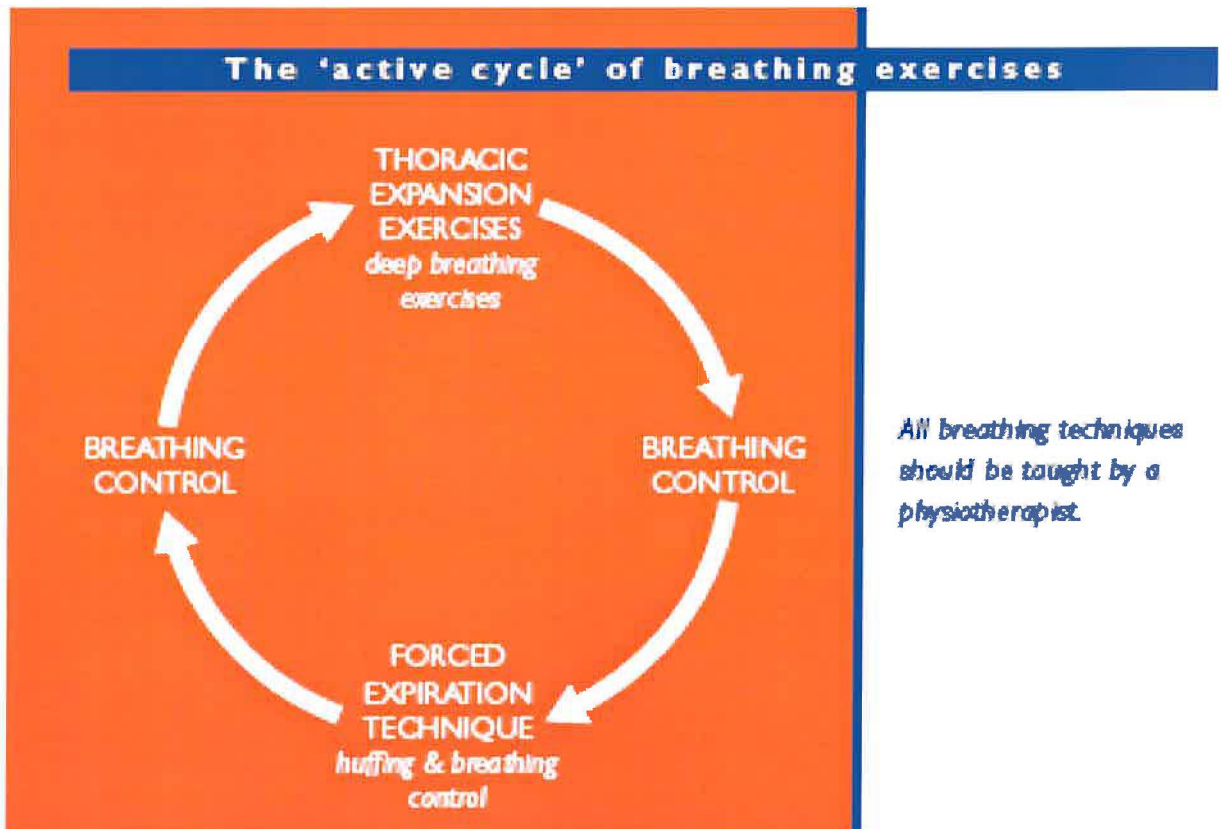 The 'active cycle' of breathing exercises
THORACIC
EXPANSION
EXERCISES
deep breathing
exercises
BREATHING
CONTROL
BREATHING
CONTROL
All breathing techniques
should be taught by a
physiotherapist.
FORCED
EXPIRATION
TECHNIQUE
huffing & breathing
control